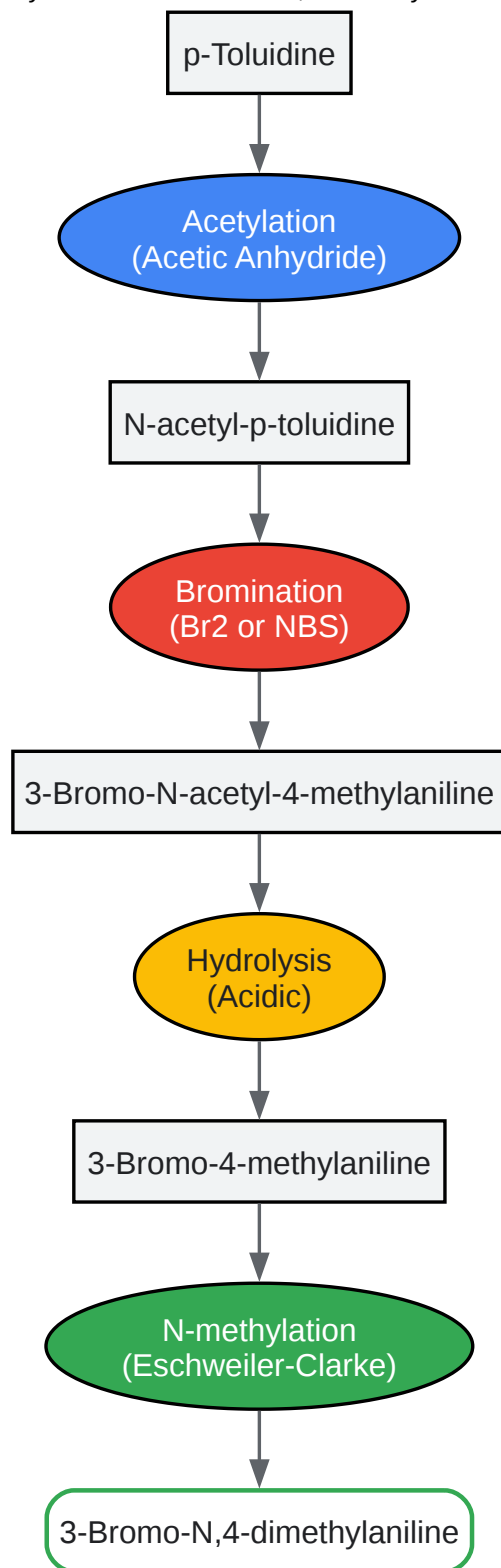 p-Toluidine
Acetylation
(Acetic Anhydride)
N-acetyl-p-toluidine
Bromination
(Br2 or NBS)
3-Bromo-N-acetyl-4-methylaniline
Hydrolysis
(Acidic)
3-Bromo-4-methylaniline
N-methylation
(Eschweiler-Clarke)
3-Bromo-N,4-dimethylaniline